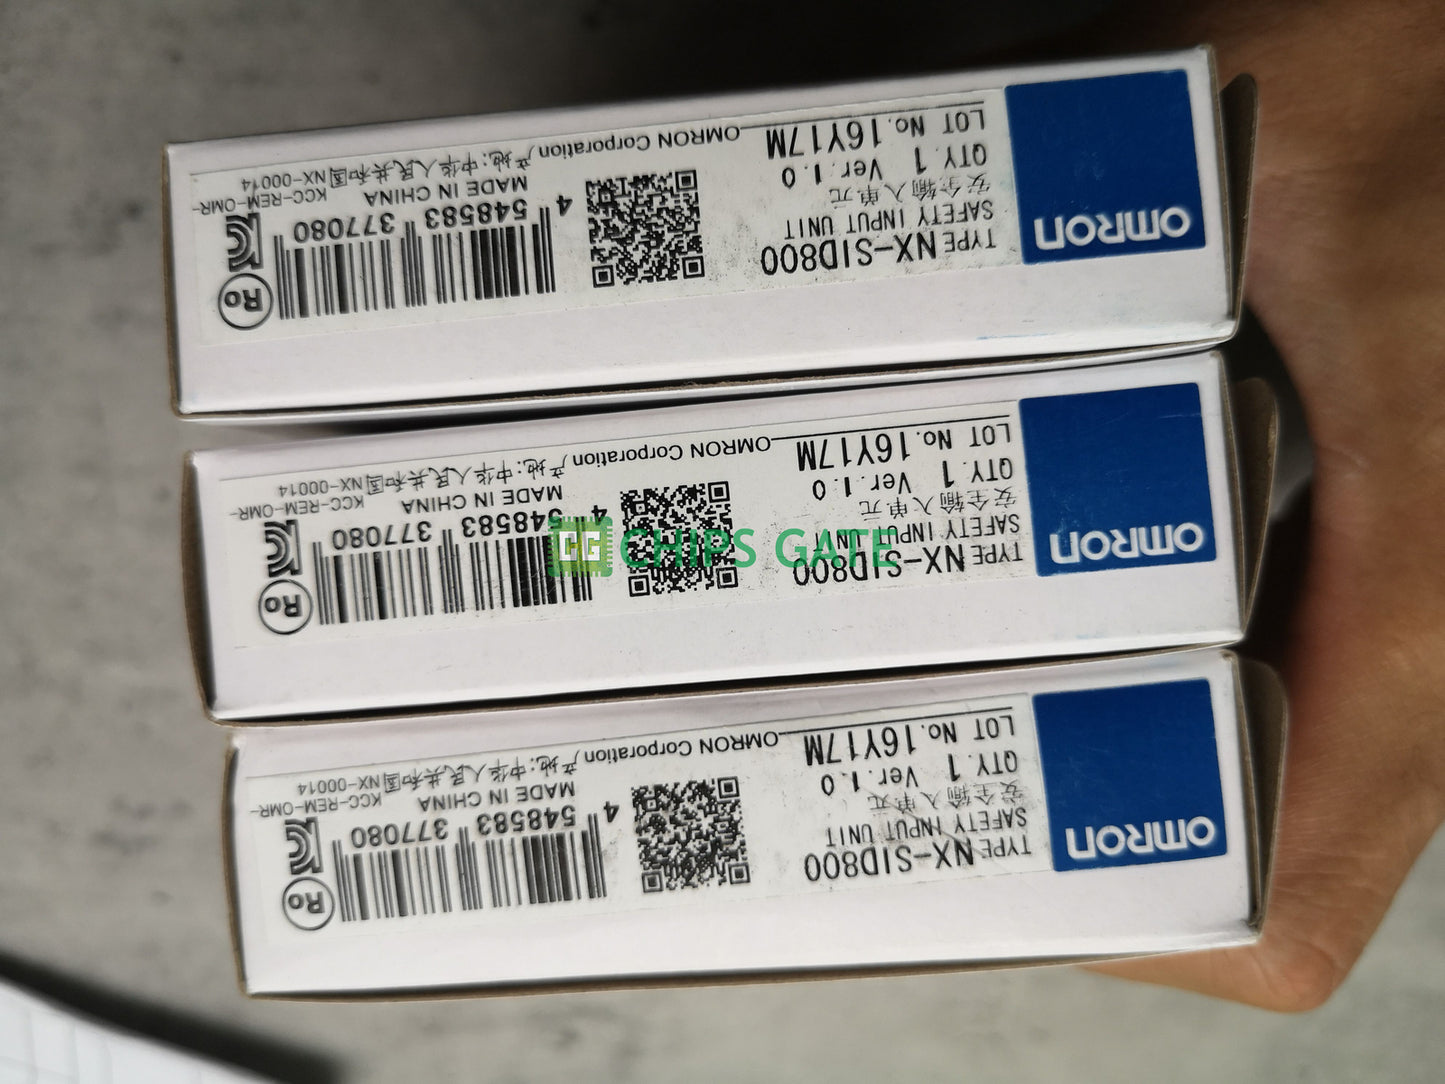 OMRON
TYPE NX-SID800
SAFETY INPUT UNIT
安全输入单元
QTY. 1 Ver.1.0
LOT No. 16Y17M
OMRON Corporation 产地:中华人民共和国
4 548583 377080
MADE IN CHINA
KCC-REM-OMR-NX-00014
Ro
OMRON
TYPE NX-SID800
SAFETY INPUT UNIT
安全输入单元
QTY. 1 Ver.1.0
LOT No. 16Y17M
OMRON Corporation 产地:中华人民共和国
4 548583 377080
MADE IN CHINA
KCC-REM-OMR-NX-00014
Ro
CG CHIPS GATE
OMRON
TYPE NX-SID800
SAFETY INPUT UNIT
安全输入单元
QTY. 1 Ver.1.0
LOT No. 16Y17M
OMRON Corporation 产地:中华人民共和国
4 548583 377080
MADE IN CHINA
KCC-REM-OMR-NX-00014
Ro